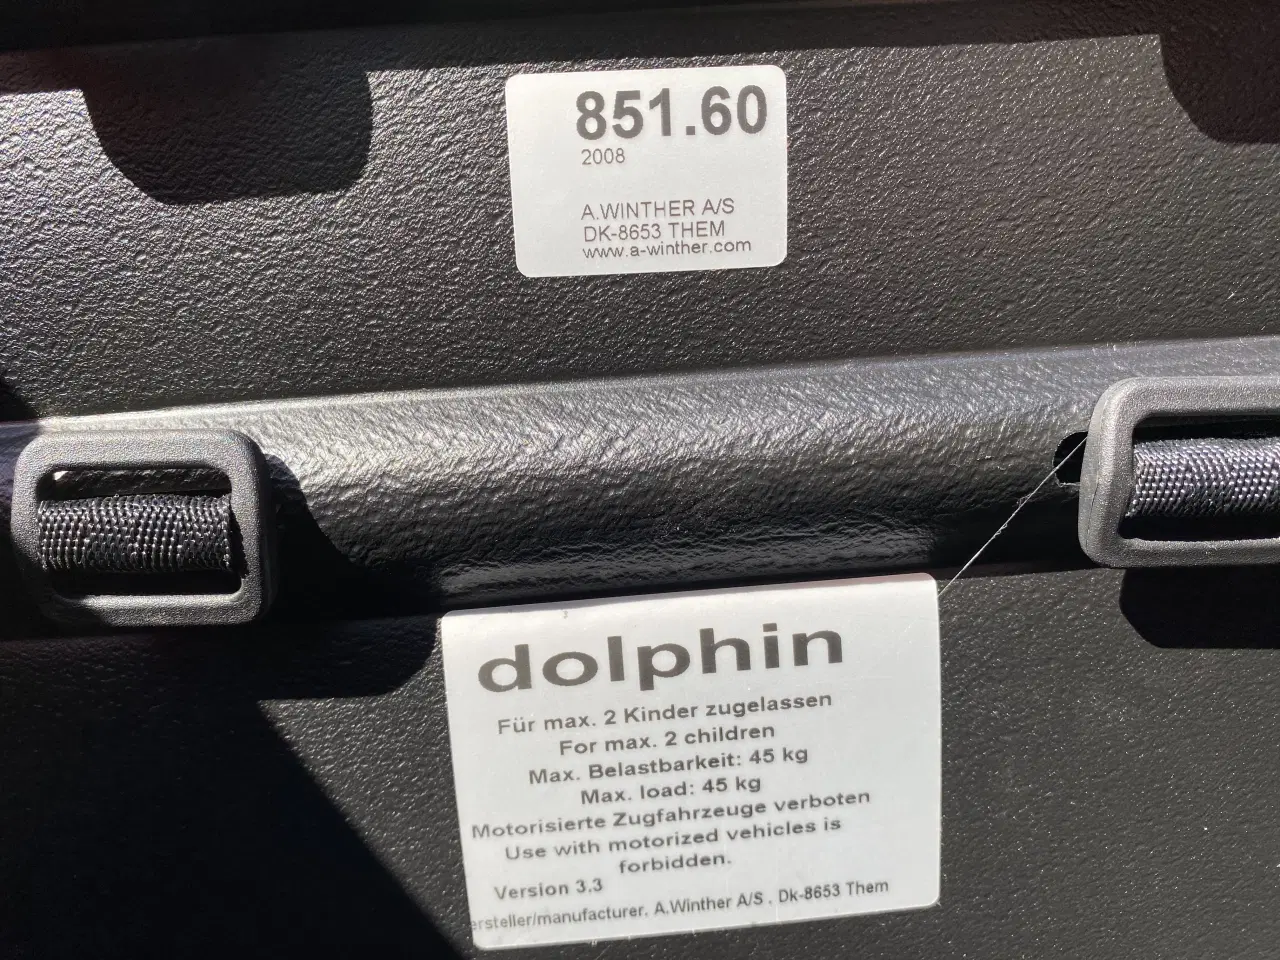 851.60
2008
A.WINTHER A/S
DK-8653 THEM
www.a-winther.com
dolphin
Für max. 2 Kinder zugelassen
For max. 2 children
Max. Belastbarkeit: 45 kg
Max. load: 45 kg
Motorisierte Zugfahrzeuge verboten
Use with motorized vehicles is
forbidden.
Version 3.3
ersteller/manufacturer. A.Winther A/S . Dk-8653 Them